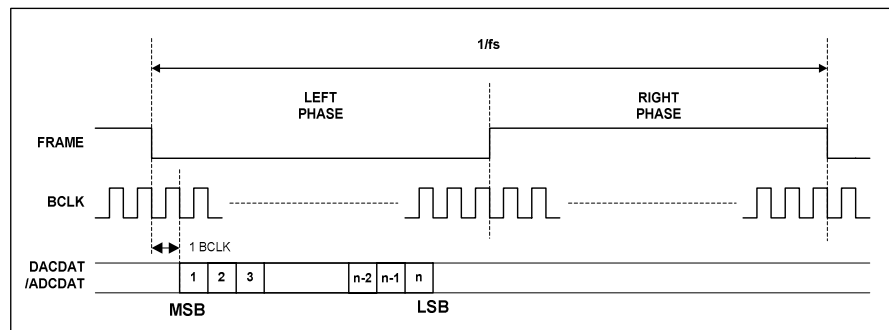 1/fs
LEFT
PHASE
RIGHT
PHASE
FRAME
BCLK
1 BCLK
DACDAT
/ADCDAT
1 2 3 n-2 n-1 n
MSB LSB